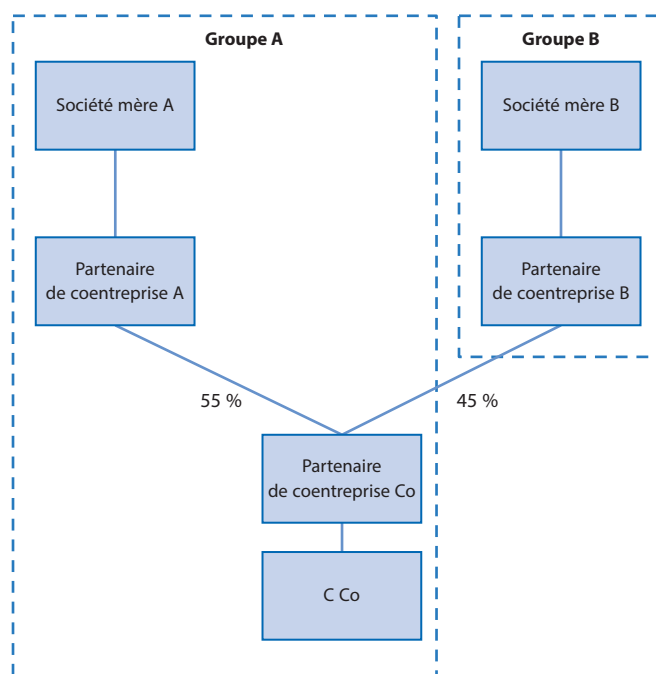 Groupe A
Groupe B
Société mère A
Société mère B
Partenaire
de coentreprise A
Partenaire
de coentreprise B
55 %
45 %
Partenaire
de coentreprise Co
C Co